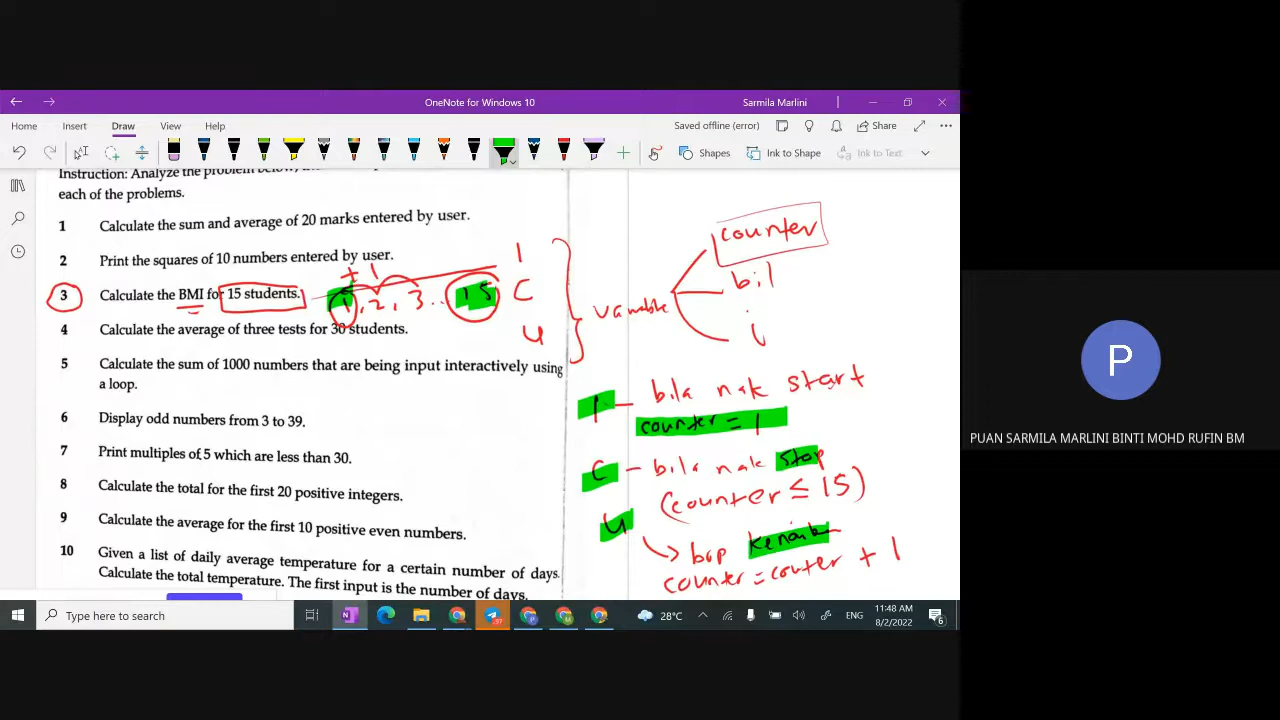 OneNote for Windows 10
Sarmila Marlini
Home Insert Draw View Help
Saved offline (error)
Share
Shapes
Ink to Shape
Ink to Text
Instruction: Analyze the problem below,
each of the problems.
1 Calculate the sum and average of 20 marks entered by user.
2 Print the squares of 10 numbers entered by user.
3 Calculate the BMI for 15 students.
4 Calculate the average of three tests for 30 students.
5 Calculate the sum of 1000 numbers that are being input interactively using
a loop.
6 Display odd numbers from 3 to 39.
7 Print multiples of 5 which are less than 30.
8 Calculate the total for the first 20 positive integers.
9 Calculate the average for the first 10 positive even numbers.
10 Given a list of daily average temperature for a certain number of days.
Calculate the total temperature. The first input is the number of days.
+1
1, 2, 3.. 15
I
C
U
variable
counter
bil
i
I — bila nak start
counter = 1
C — bila nak stop
(counter ≤ 15)
U
→ bap kenaik
counter = couter + 1
PUAN SARMILA MARLINI BINTI MOHD RUFIN BM
P
Type here to search
28°C
ENG
11:48 AM
8/2/2022
6